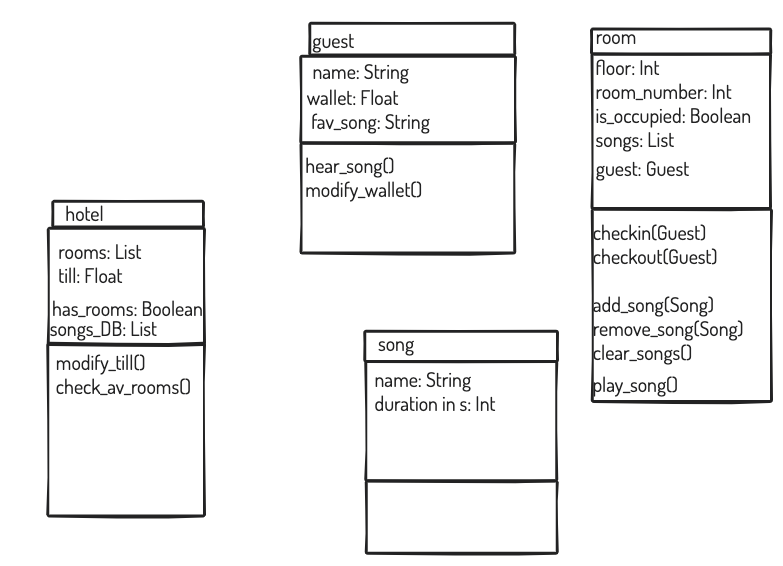 guest
name: String
wallet: Float
fav_song: String
hear_song()
modify_wallet()
room
floor: Int
room_number: Int
is_occupied: Boolean
songs: List
guest: Guest
checkin(Guest)
checkout(Guest)
add_song(Song)
remove_song(Song)
clear_songs()
play_song()
hotel
rooms: List
till: Float
has_rooms: Boolean
songs_DB: List
modify_till()
check_av_rooms()
song
name: String
duration in s: Int